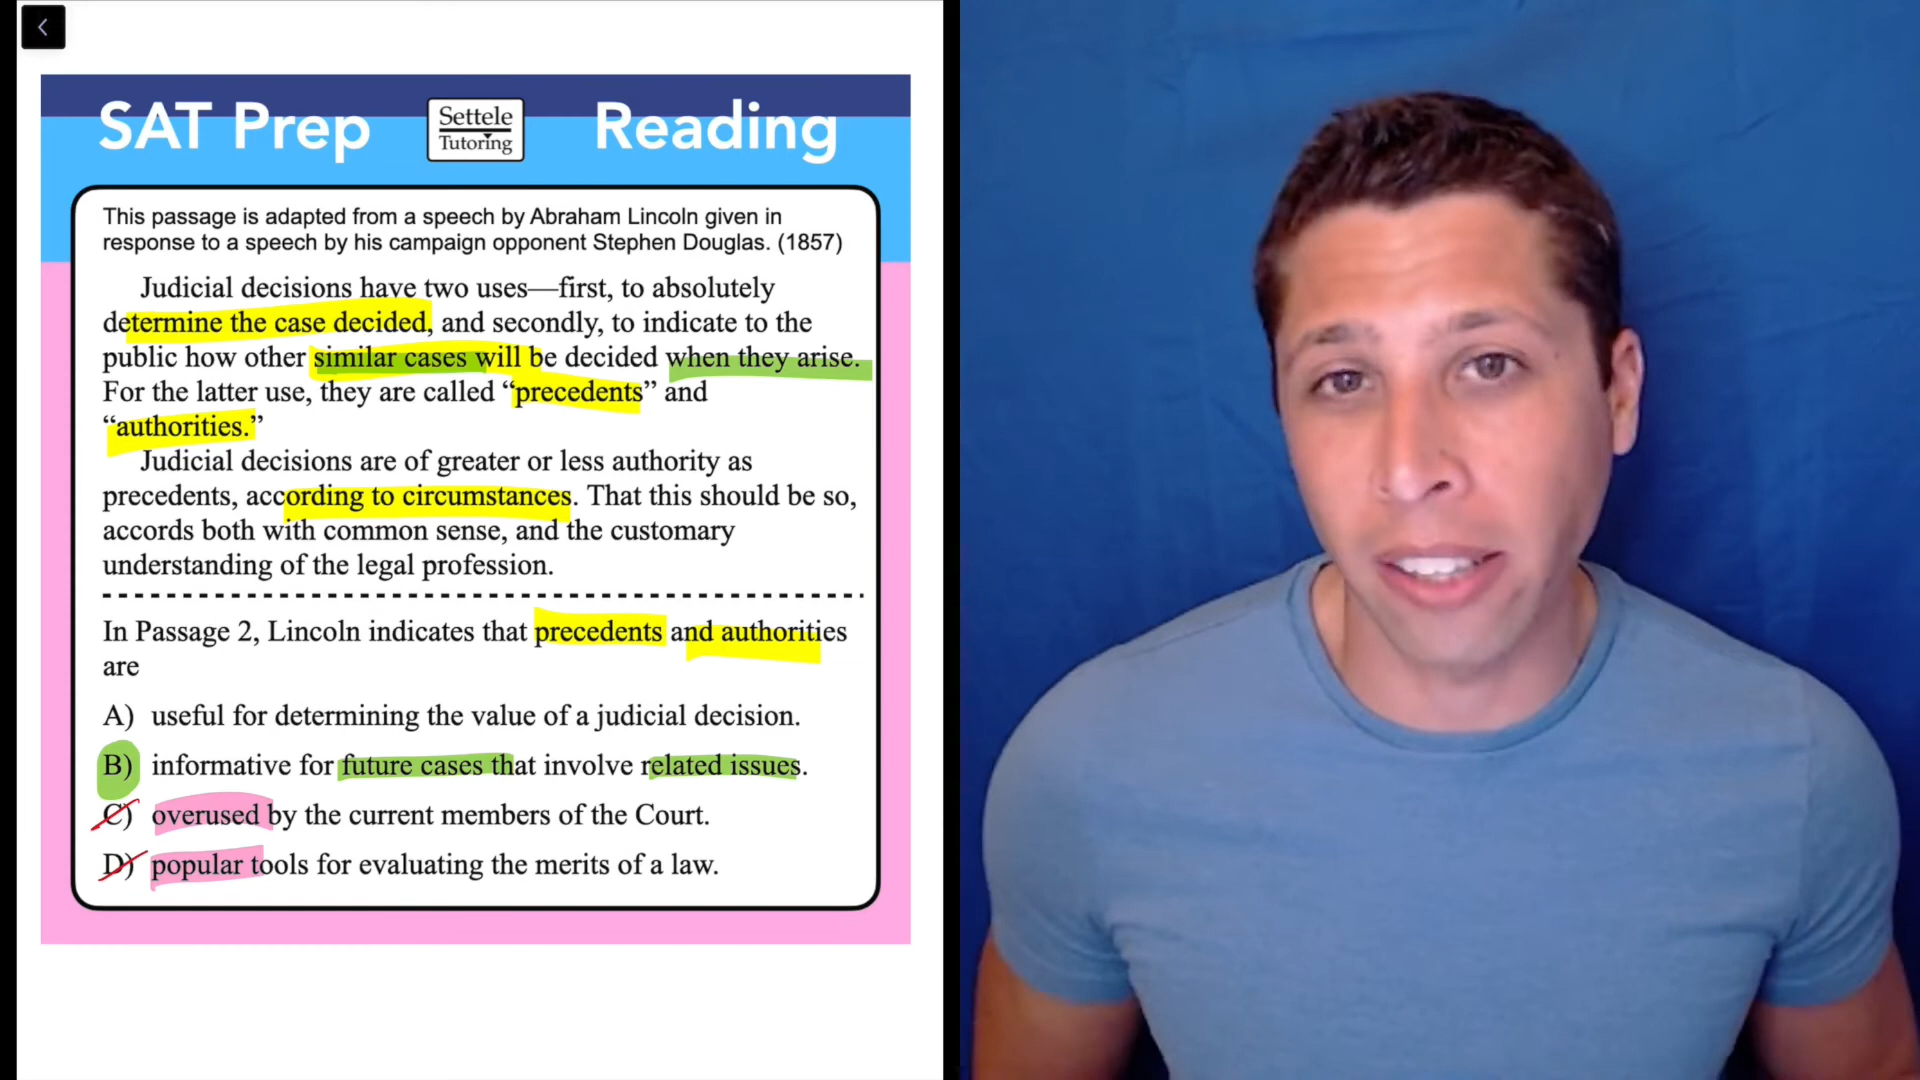 SAT Prep Settele Tutoring Reading
This passage is adapted from a speech by Abraham Lincoln given in
response to a speech by his campaign opponent Stephen Douglas. (1857)
Judicial decisions have two uses—first, to absolutely
determine the case decided, and secondly, to indicate to the
public how other similar cases will be decided when they arise.
For the latter use, they are called “precedents” and
“authorities.”
Judicial decisions are of greater or less authority as
precedents, according to circumstances. That this should be so,
accords both with common sense, and the customary
understanding of the legal profession.
In Passage 2, Lincoln indicates that precedents and authorities
are
A) useful for determining the value of a judicial decision.
B) informative for future cases that involve related issues.
C) overused by the current members of the Court.
D) popular tools for evaluating the merits of a law.